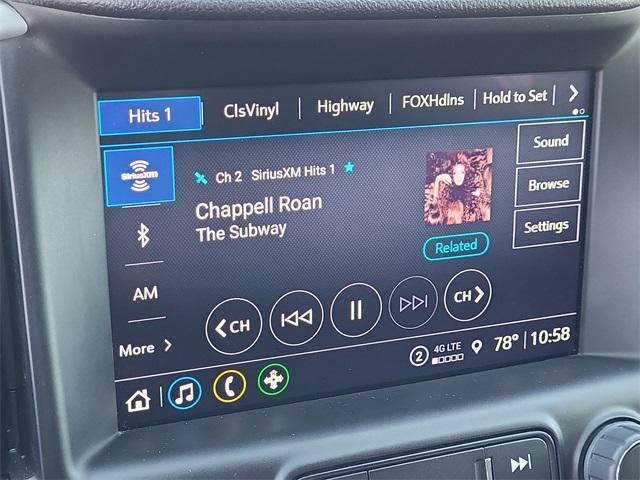 Hits 1 ClsVinyl Highway FOXHdlns Hold to Set
SiriusXM
Ch 2 SiriusXM Hits 1
Chappell Roan
The Subway
Related
Sound
Browse
Settings
AM
More
CH
CH
2 4G LTE 78° 10:58